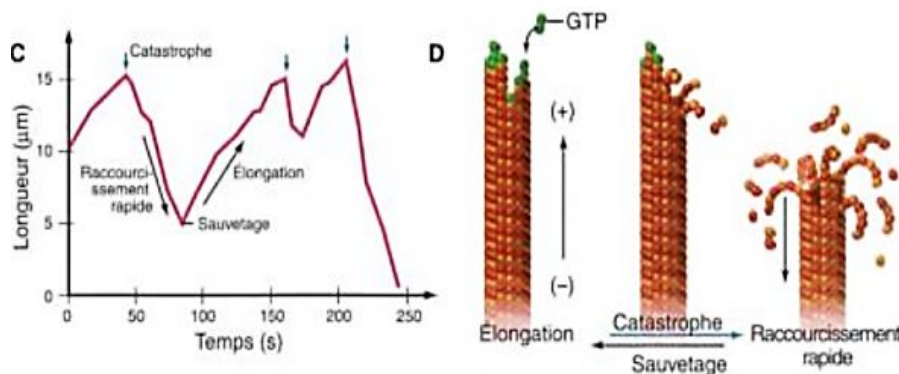 C
Catastrophe
15
10
5
0
Longueur (μm)
Raccourci-
ssement
rapide
Élongation
Sauvetage
0
50
100
150
200
250
Temps (s)
D
GTP
(+)
(−)
Élongation
Catastrophe
Sauvetage
Raccourcissement
rapide